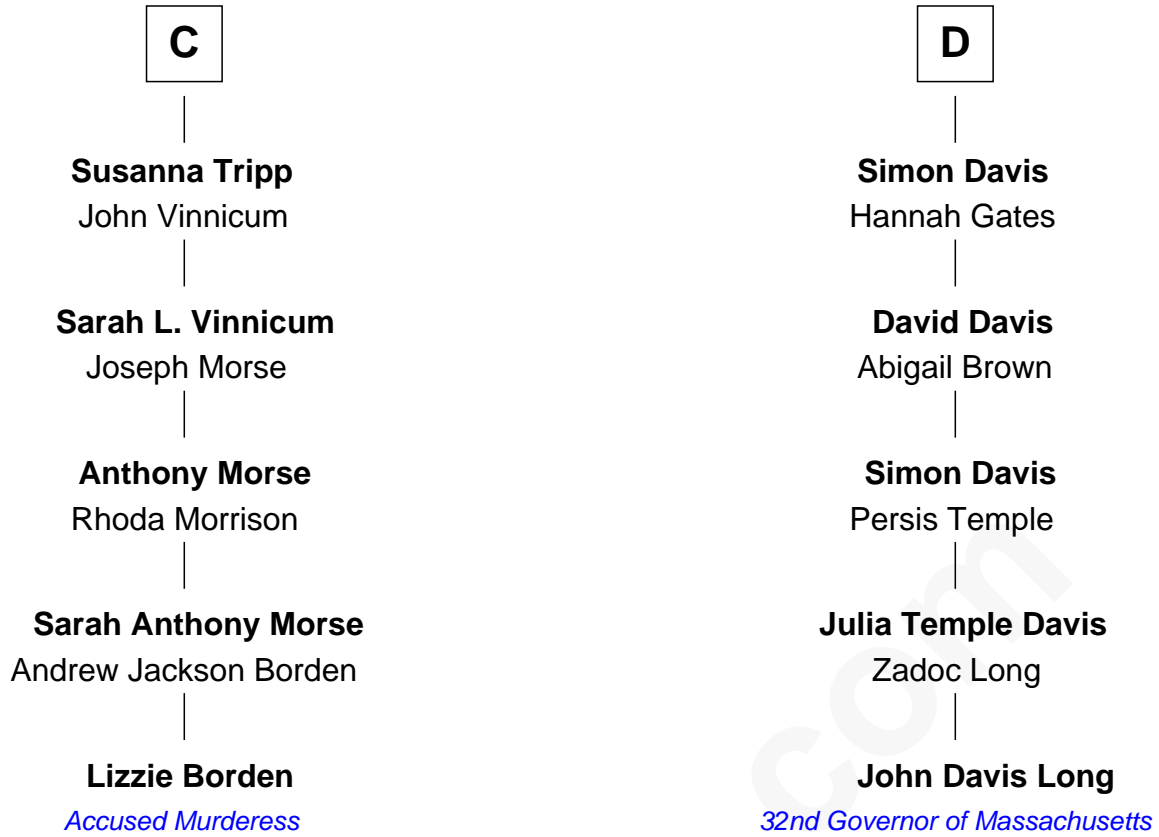 C
Susanna Tripp
John Vinnicum
Sarah L. Vinnicum
Joseph Morse
Anthony Morse
Rhoda Morrison
Sarah Anthony Morse
Andrew Jackson Borden
Lizzie Borden
Accused Murderess
D
Simon Davis
Hannah Gates
David Davis
Abigail Brown
Simon Davis
Persis Temple
Julia Temple Davis
Zadoc Long
John Davis Long
32nd Governor of Massachusetts
com